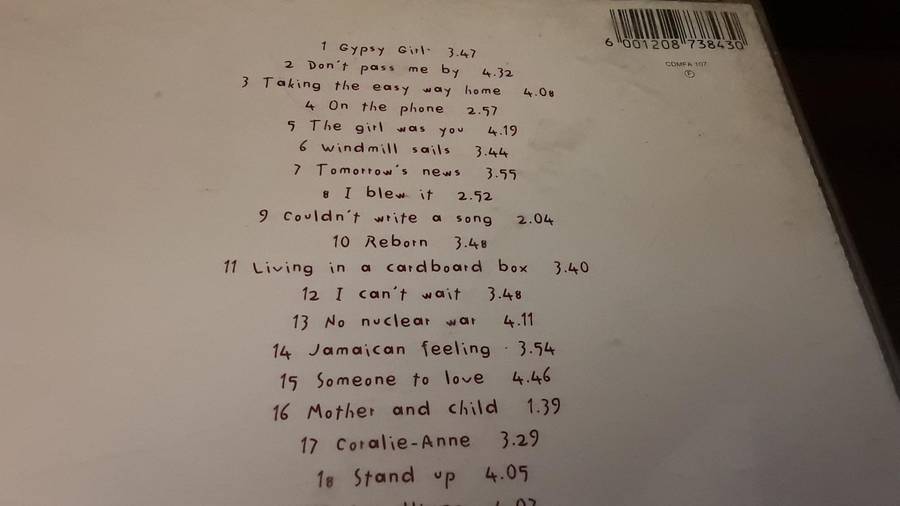 6 001208 738430
CDMFA 107
P
1 Gypsy Girl 3.47
2 Don't pass me by 4.32
3 Taking the easy way home 4.08
4 On the phone 2.57
5 The girl was you 4.19
6 Windmill sails 3.44
7 Tomorrow's news 3.55
8 I blew it 2.52
9 Couldn't write a song 2.04
10 Reborn 3.48
11 Living in a cardboard box 3.40
12 I can't wait 3.48
13 No nuclear war 4.11
14 Jamaican feeling 3.54
15 Someone to love 4.46
16 Mother and child 1.39
17 Coralie-Anne 3.29
18 Stand up 4.05